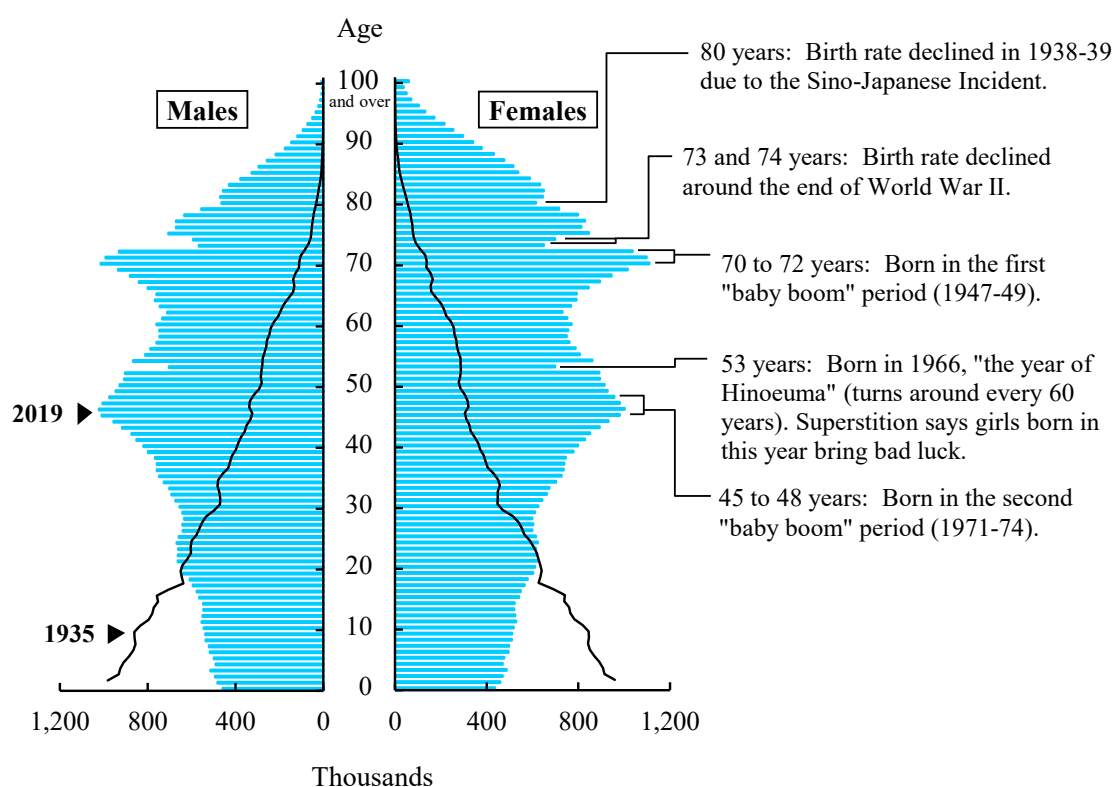 Age
Males
Females
100
and over
90
80
70
60
50
40
30
20
10
0
2019
1935
80 years: Birth rate declined in 1938-39
due to the Sino-Japanese Incident.
73 and 74 years: Birth rate declined
around the end of World War II.
70 to 72 years: Born in the first
"baby boom" period (1947-49).
53 years: Born in 1966, "the year of
Hinoeuma" (turns around every 60
years). Superstition says girls born in
this year bring bad luck.
45 to 48 years: Born in the second
"baby boom" period (1971-74).
1,200 800 400 0 0 400 800 1,200
Thousands